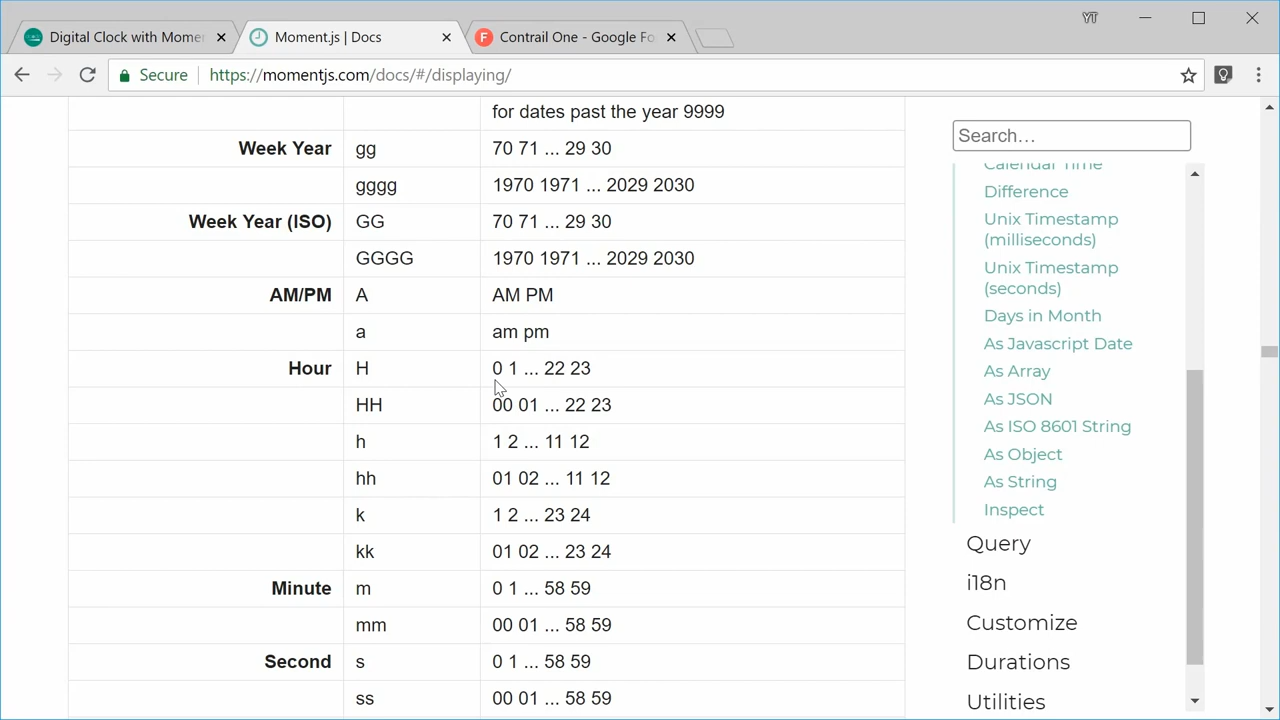 YT
Digital Clock with Momen
Moment.js | Docs
Contrail One - Google Fo
Secure https://momentjs.com/docs/#/displaying/
for dates past the year 9999
Week Year gg 70 71 ... 29 30
gggg 1970 1971 ... 2029 2030
Week Year (ISO) GG 70 71 ... 29 30
GGGG 1970 1971 ... 2029 2030
AM/PM A AM PM
a am pm
Hour H 0 1 ... 22 23
HH 00 01 ... 22 23
h 1 2 ... 11 12
hh 01 02 ... 11 12
k 1 2 ... 23 24
kk 01 02 ... 23 24
Minute m 0 1 ... 58 59
mm 00 01 ... 58 59
Second s 0 1 ... 58 59
ss 00 01 ... 58 59
Search...
Calendar Time
Difference
Unix Timestamp
(milliseconds)
Unix Timestamp
(seconds)
Days in Month
As Javascript Date
As Array
As JSON
As ISO 8601 String
As Object
As String
Inspect
Query
i18n
Customize
Durations
Utilities